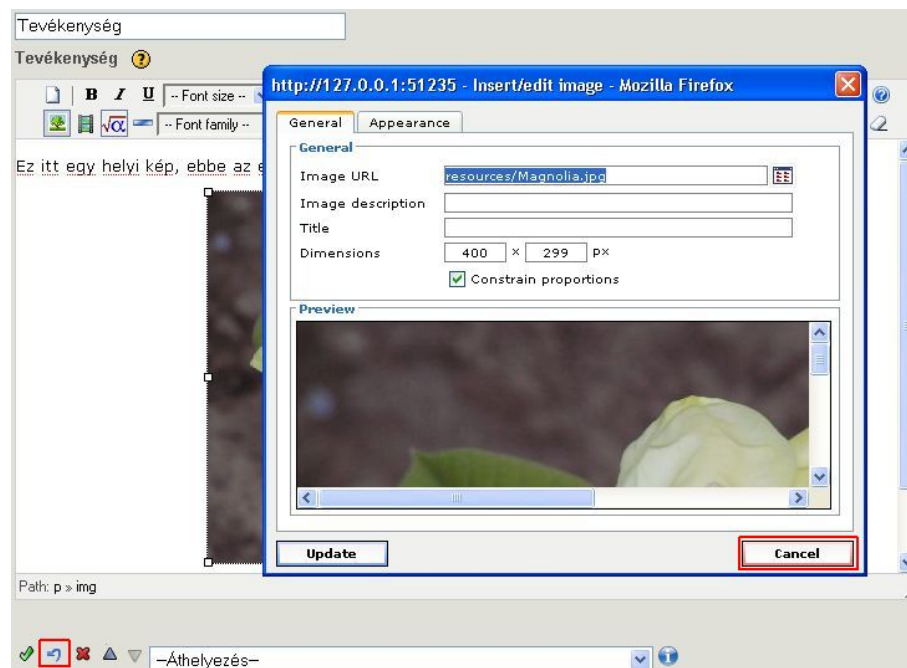 Tevékenység
Tevékenység
http://127.0.0.1:51235 - Insert/edit image - Mozilla Firefox
B I U -- Font size --
√α -- Font family --
General Appearance
Ez itt egy helyi kép, ebbe az
General
Image URL resources/Magnolia.jpg
Image description
Title
Dimensions 400 × 299 px
Constrain proportions
Preview
Update Cancel
Path: p » img
--Áthelyezés--